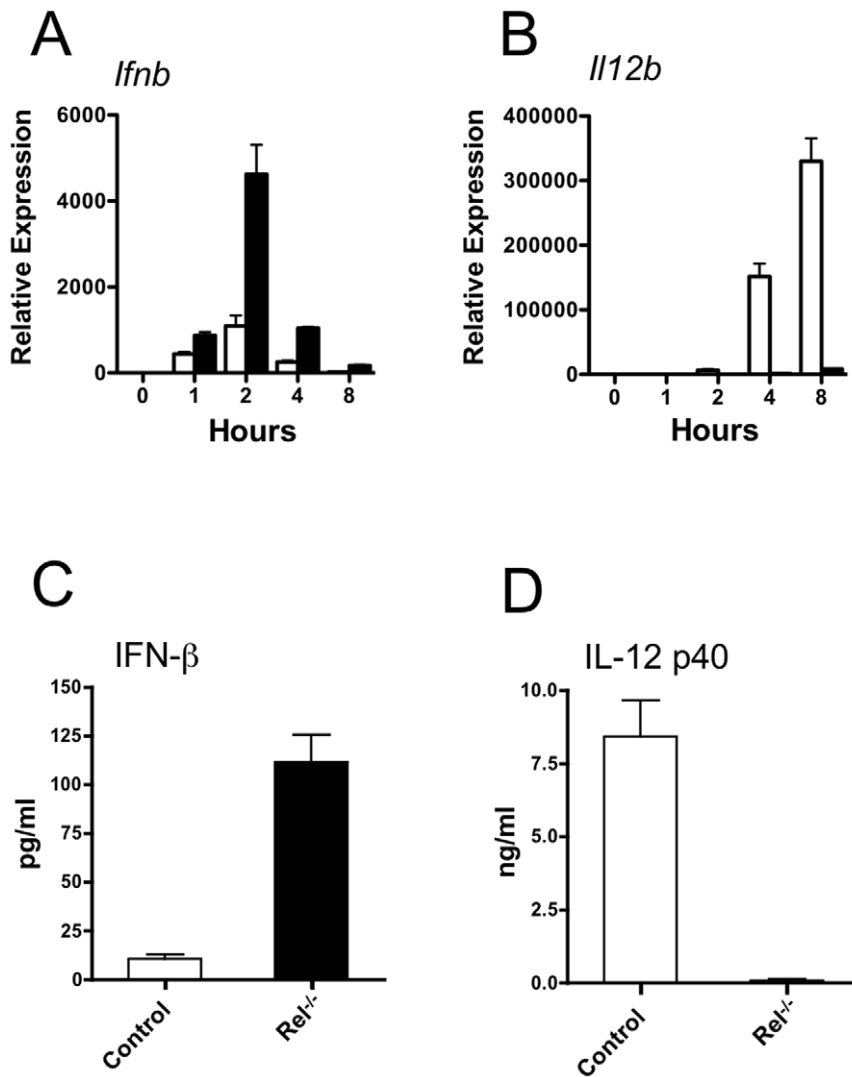 A
Ifnb
Relative Expression
6000
4000
2000
0
0 1 2 4 8
Hours
B
Il12b
Relative Expression
400000
300000
200000
100000
0
0 1 2 4 8
Hours
C
IFN-β
pg/ml
150
125
100
75
50
25
0
Control
Rel-/-
D
IL-12 p40
ng/ml
10.0
7.5
5.0
2.5
0.0
Control
Rel-/-